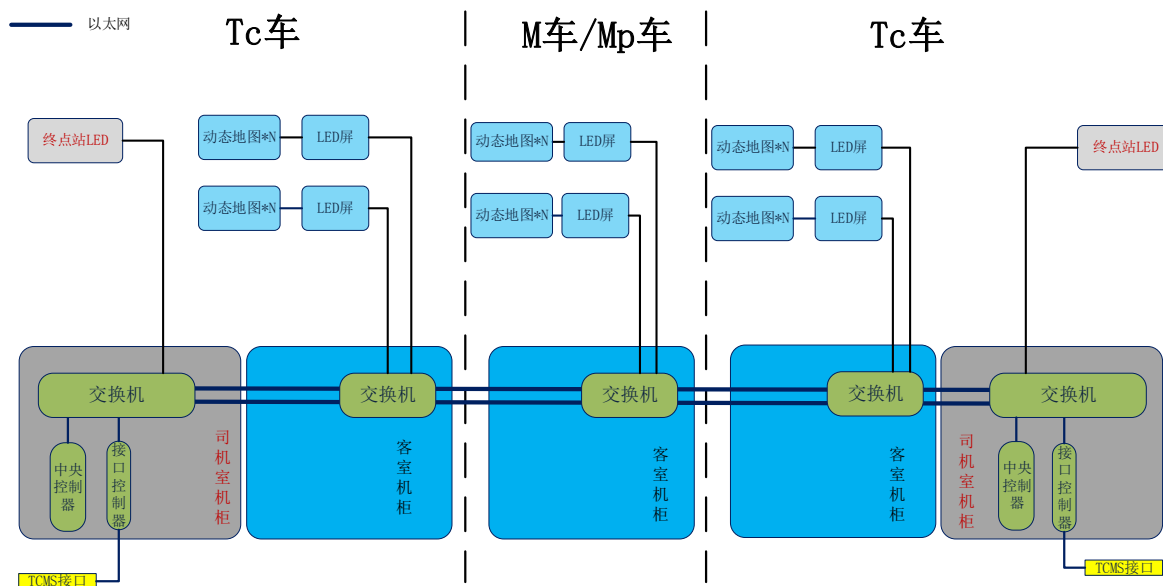 以太网
Tc车
M车/Mp车
Tc车
终点站LED
动态地图*N
LED屏
动态地图*N
LED屏
动态地图*N
LED屏
终点站LED
动态地图*N
LED屏
动态地图*N
LED屏
动态地图*N
LED屏
交换机
交换机
交换机
交换机
交换机
中央控制器
接口控制器
司机室机柜
客室机柜
客室机柜
客室机柜
司机室机柜
中央控制器
接口控制器
TCMS接口
TCMS接口